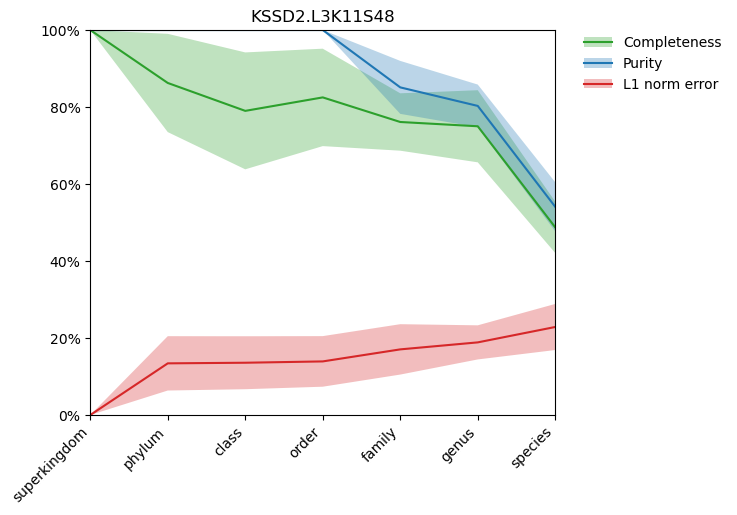 KSSD2.L3K11S48
100%
80%
60%
40%
20%
0%
superkingdom
phylum
class
order
family
genus
species
Completeness
Purity
L1 norm error